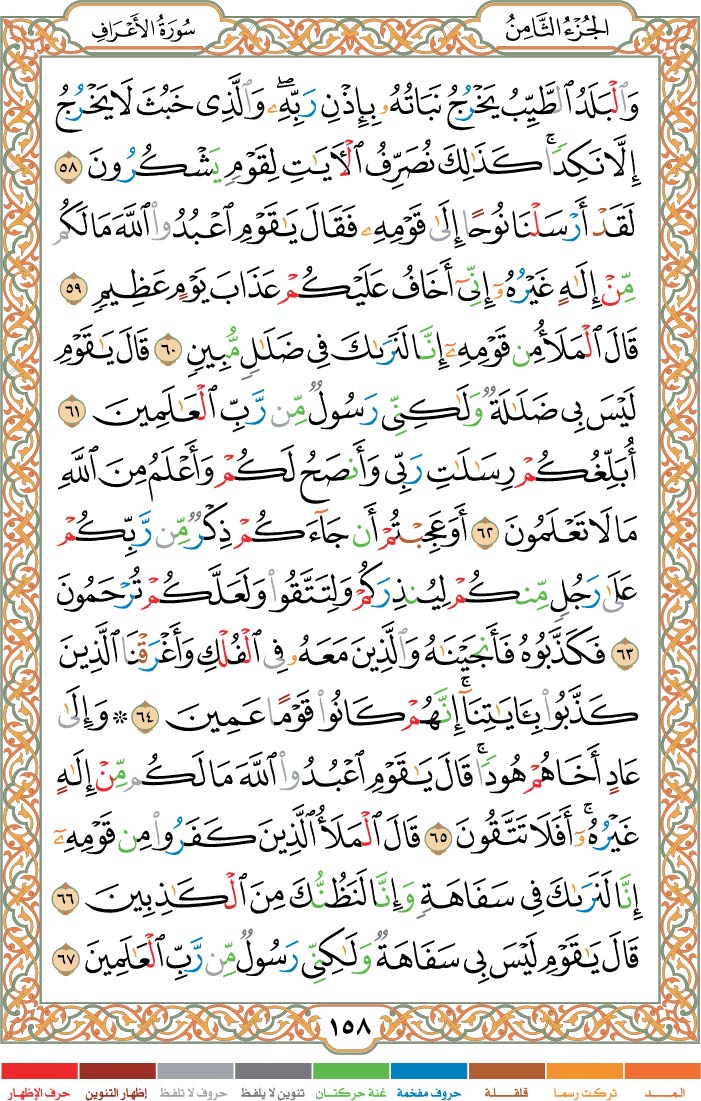 الجُزْءُ الثَّامِنُ
سُورَةُ الأَعْرَافِ
وَٱلْبَلَدُ ٱلطَّيِّبُ يَخْرُجُ نَبَاتُهُۥ بِإِذْنِ رَبِّهِۦۖ وَٱلَّذِى خَبُثَ لَا يَخْرُجُ
إِلَّا نَكِدًاۚ كَذَٰلِكَ نُصَرِّفُ ٱلْـَٔايَٰتِ لِقَوْمٍ يَشْكُرُونَ ٥٨
لَقَدْ أَرْسَلْنَا نُوحًا إِلَىٰ قَوْمِهِۦ فَقَالَ يَٰقَوْمِ ٱعْبُدُوا۟ ٱللَّهَ مَا لَكُم
مِّنْ إِلَٰهٍ غَيْرُهُۥٓ إِنِّىٓ أَخَافُ عَلَيْكُمْ عَذَابَ يَوْمٍ عَظِيمٍ ٥٩
قَالَ ٱلْمَلَأُ مِن قَوْمِهِۦٓ إِنَّا لَنَرَىٰكَ فِى ضَلَٰلٍ مُّبِينٍ ٦٠ قَالَ يَٰقَوْمِ
لَيْسَ بِى ضَلَٰلَةٌ وَلَٰكِنِّى رَسُولٌ مِّن رَّبِّ ٱلْعَٰلَمِينَ ٦١
أُبَلِّغُكُمْ رِسَٰلَٰتِ رَبِّى وَأَنصَحُ لَكُمْ وَأَعْلَمُ مِنَ ٱللَّهِ
مَا لَا تَعْلَمُونَ ٦٢ أَوَعَجِبْتُمْ أَن جَآءَكُمْ ذِكْرٌ مِّن رَّبِّكُمْ
عَلَىٰ رَجُلٍ مِّنكُمْ لِيُنذِرَكُمْ وَلِتَتَّقُوا۟ وَلَعَلَّكُمْ تُرْحَمُونَ
٦٣ فَكَذَّبُوهُ فَأَنجَيْنَٰهُ وَٱلَّذِينَ مَعَهُۥ فِى ٱلْفُلْكِ وَأَغْرَقْنَا ٱلَّذِينَ
كَذَّبُوا۟ بِـَٔايَٰتِنَآۚ إِنَّهُمْ كَانُوا۟ قَوْمًا عَمِينَ ٦٤ ۞ وَإِلَىٰ
عَادٍ أَخَاهُمْ هُودًاۚ قَالَ يَٰقَوْمِ ٱعْبُدُوا۟ ٱللَّهَ مَا لَكُم مِّنْ إِلَٰهٍ
غَيْرُهُۥٓۚ أَفَلَا تَتَّقُونَ ٦٥ قَالَ ٱلْمَلَأُ ٱلَّذِينَ كَفَرُوا۟ مِن قَوْمِهِۦٓ
إِنَّا لَنَرَىٰكَ فِى سَفَاهَةٍ وَإِنَّا لَنَظُنُّكَ مِنَ ٱلْكَٰذِبِينَ ٦٦
قَالَ يَٰقَوْمِ لَيْسَ بِى سَفَاهَةٌ وَلَٰكِنِّى رَسُولٌ مِّن رَّبِّ ٱلْعَٰلَمِينَ ٦٧
١٥٨
المــــد تركت رسما قلقـــلة حروف مفخمة غنة حركتـان تنوين لا يلفظ حروف لا تلفظ إظهار التنوين حرف الإظهار